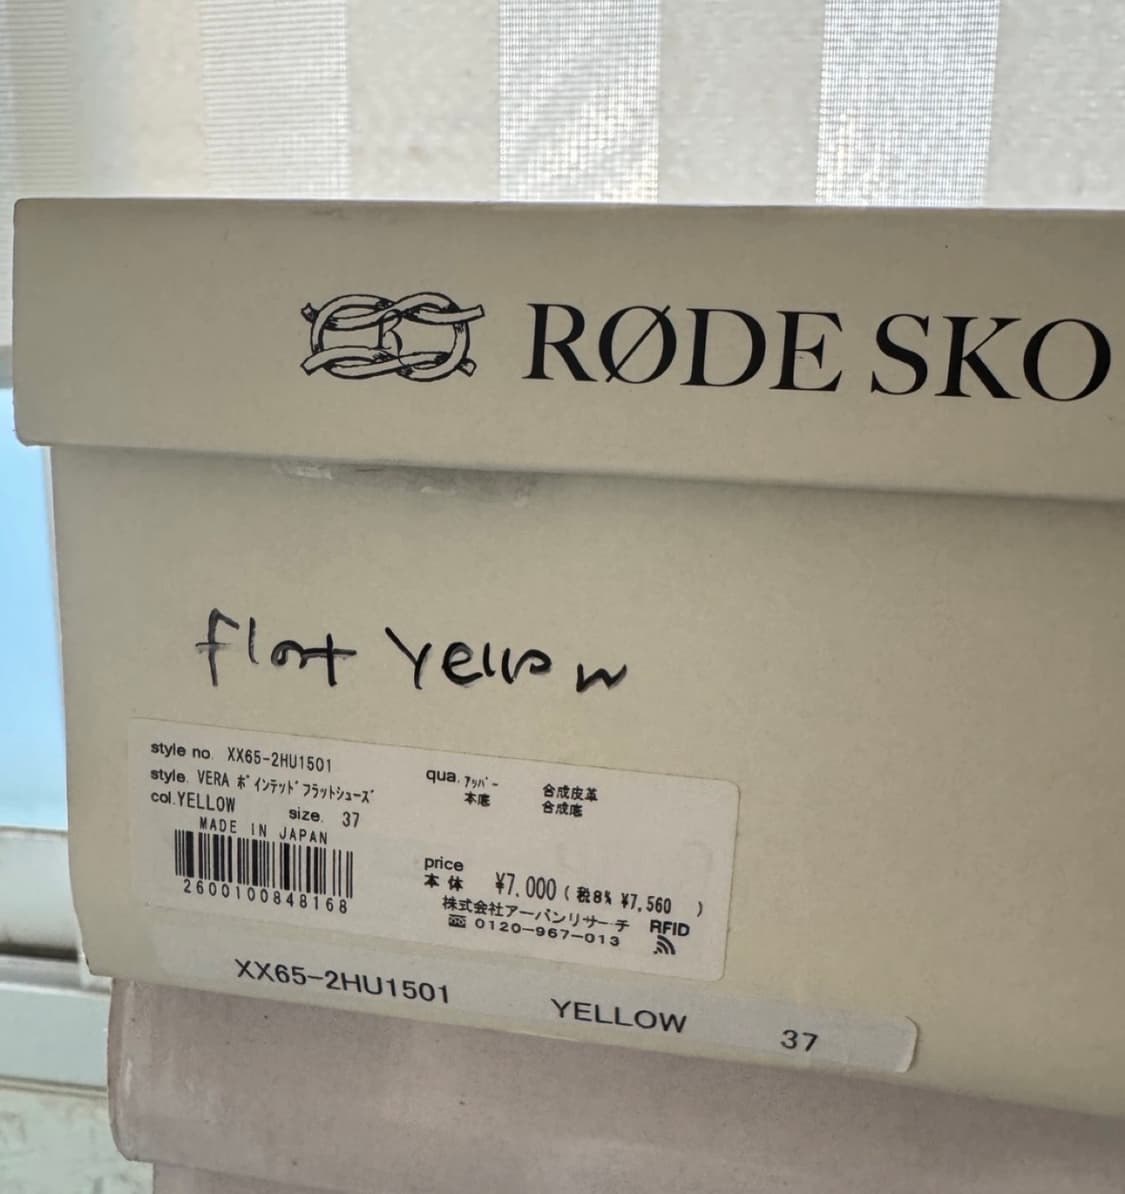 RØDE SKO
flat Yellow
style no. XX65-2HU1501
style. VERA ポインテッドフラットシューズ
col.YELLOW size. 37
MADE IN JAPAN
2600100848168
qua. アッパー 合成皮革
本底 合成底
price
本体 ¥7,000 ( 税8% ¥7,560 )
株式会社アーバンリサーチ RFID
0120-967-013
XX65-2HU1501 YELLOW 37